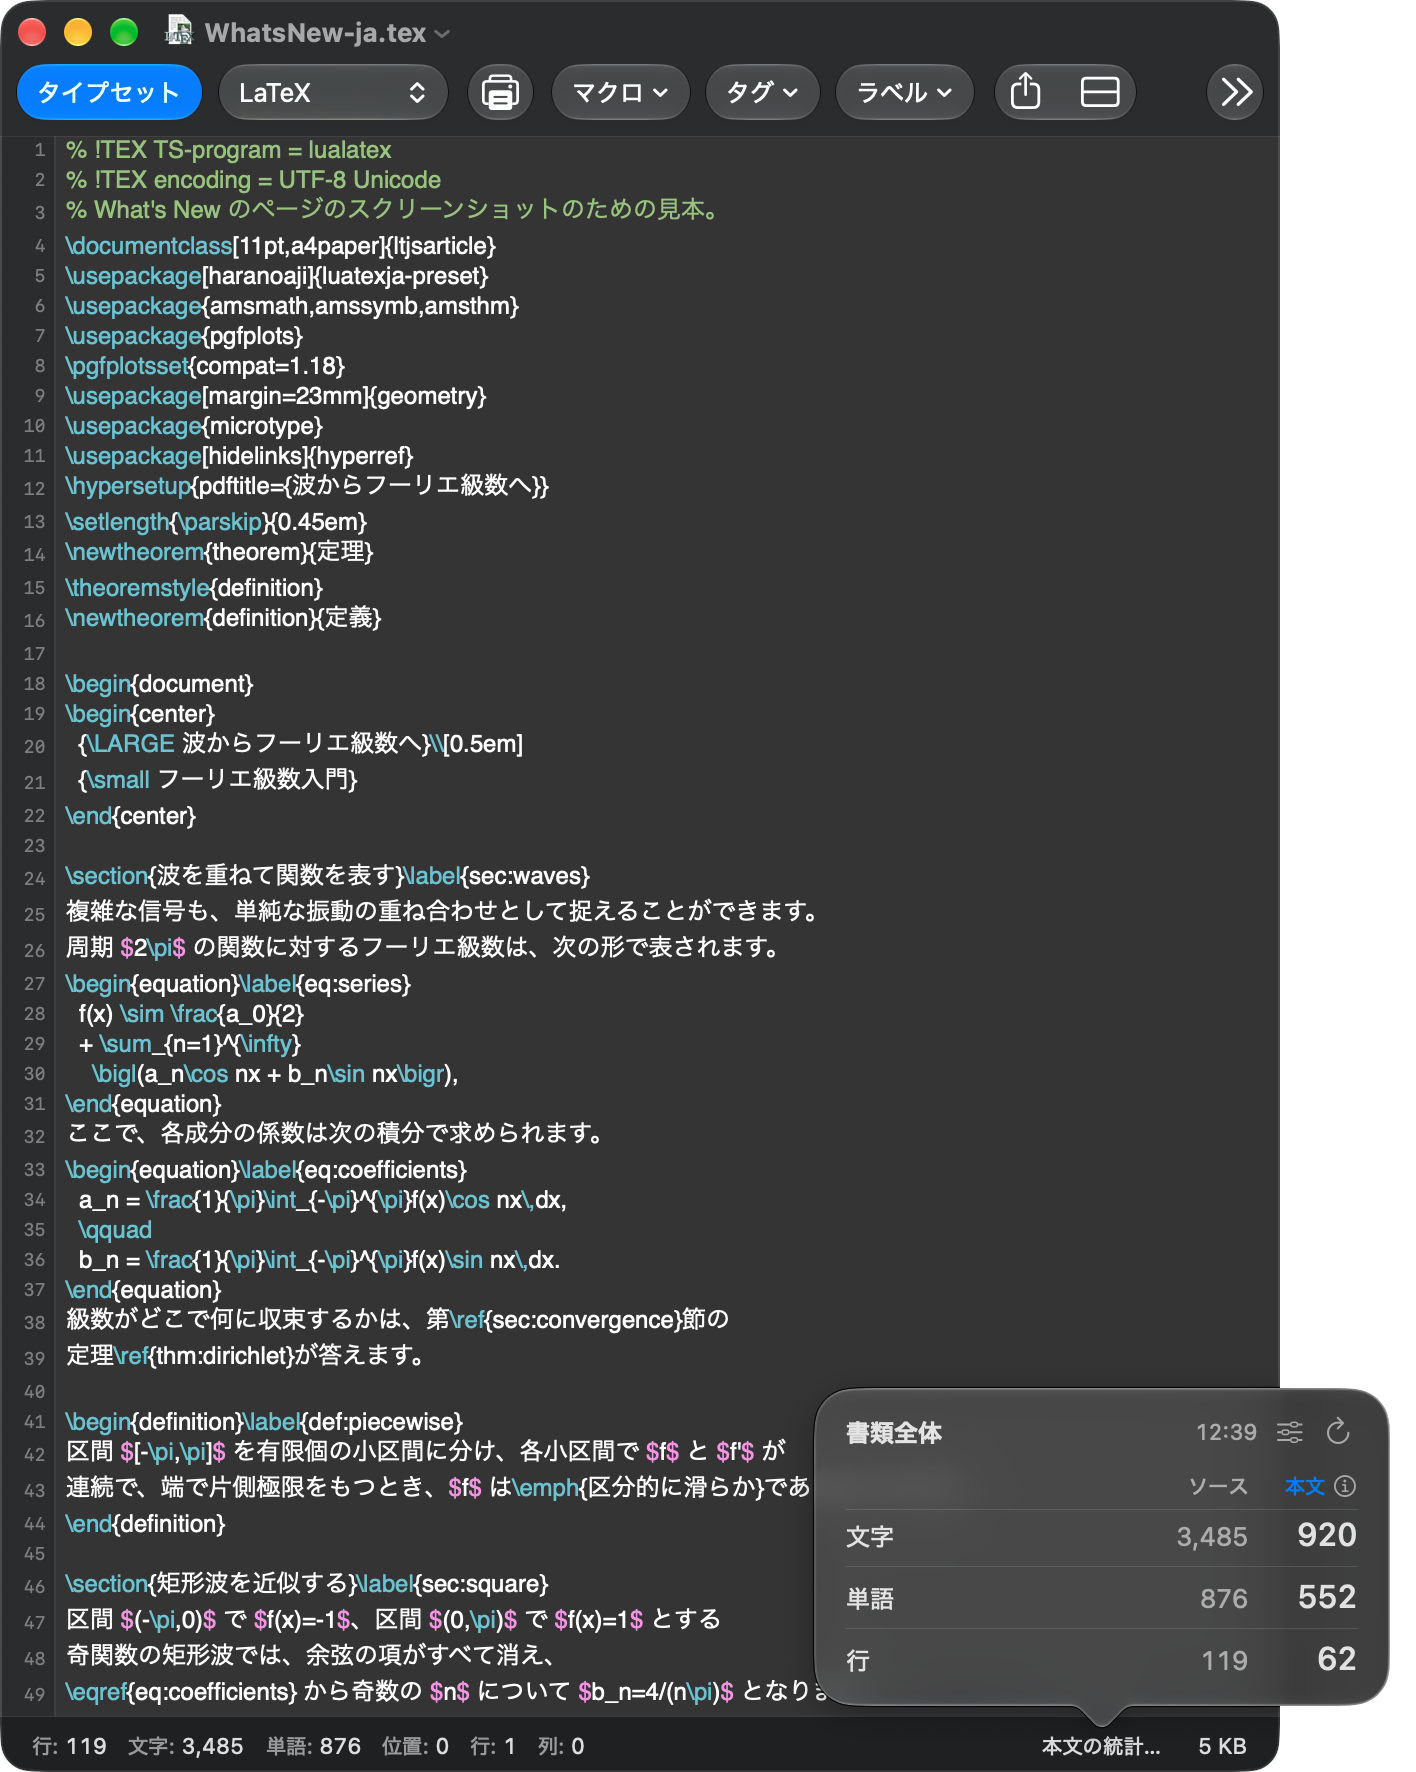 WhatsNew-ja.tex
タイプセット LaTeX マクロ タグ ラベル
1 % !TEX TS-program = lualatex
2 % !TEX encoding = UTF-8 Unicode
3 % What's New のページのスクリーンショットのための見本。
4 \documentclass[11pt,a4paper]{ltjsarticle}
5 \usepackage[haranoaji]{luatexja-preset}
6 \usepackage{amsmath,amssymb,amsthm}
7 \usepackage{pgfplots}
8 \pgfplotsset{compat=1.18}
9 \usepackage[margin=23mm]{geometry}
10 \usepackage{microtype}
11 \usepackage[hidelinks]{hyperref}
12 \hypersetup{pdftitle={波からフーリエ級数へ}}
13 \setlength{\parskip}{0.45em}
14 \newtheorem{theorem}{定理}
15 \theoremstyle{definition}
16 \newtheorem{definition}{定義}
17
18 \begin{document}
19 \begin{center}
20 {\LARGE 波からフーリエ級数へ}\\[0.5em]
21 {\small フーリエ級数入門}
22 \end{center}
23
24 \section{波を重ねて関数を表す}\label{sec:waves}
25 複雑な信号も、単純な振動の重ね合わせとして捉えることができます。
26 周期 $2\pi$ の関数に対するフーリエ級数は、次の形で表されます。
27 \begin{equation}\label{eq:series}
28 f(x) \sim \frac{a_0}{2}
29 + \sum_{n=1}^{\infty}
30 \bigl(a_n\cos nx + b_n\sin nx\bigr),
31 \end{equation}
32 ここで、各成分の係数は次の積分で求められます。
33 \begin{equation}\label{eq:coefficients}
34 a_n = \frac{1}{\pi}\int_{-\pi}^{\pi}f(x)\cos nx\,dx,
35 \qquad
36 b_n = \frac{1}{\pi}\int_{-\pi}^{\pi}f(x)\sin nx\,dx.
37 \end{equation}
38 級数がどこで何に収束するかは、第\ref{sec:convergence}節の
39 定理\ref{thm:dirichlet}が答えます。
40
41 \begin{definition}\label{def:piecewise}
42 区間 $[-\pi,\pi]$ を有限個の小区間に分け、各小区間で $f$ と $f'$ が
43 連続で、端で片側極限をもつとき、$f$ は\emph{区分的に滑らか}であ
44 \end{definition}
45
46 \section{矩形波を近似する}\label{sec:square}
47 区間 $(-\pi,0)$ で $f(x)=-1$、区間 $(0,\pi)$ で $f(x)=1$ とする
48 奇関数の矩形波では、余弦の項がすべて消え、
49 \eqref{eq:coefficients} から奇数の $n$ について $b_n=4/(n\pi)$ となりま
書類全体 12:39
ソース 本文
文字 3,485 920
単語 876 552
行 119 62
行: 119 文字: 3,485 単語: 876 位置: 0 行: 1 列: 0 本文の統計... 5 KB